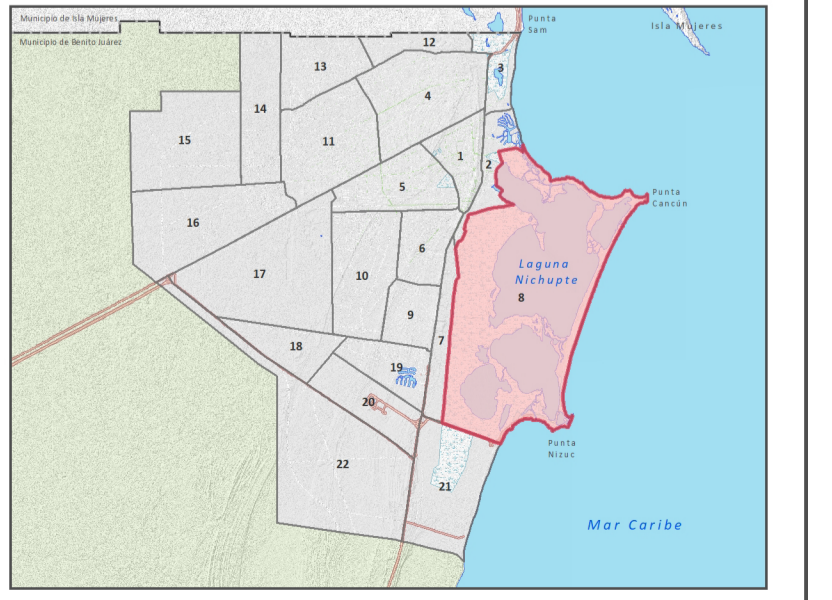 Municipio de Isla Mujeres
Punta
Sam
Isla Mujeres
Municipio de Benito Juárez
12
13
3
4
14
11
15
1
2
5
Punta
Cancún
16
6
Laguna
Nichupte
17
10
8
9
7
18
19
20
Punta
Nizuc
22
21
Mar Caribe